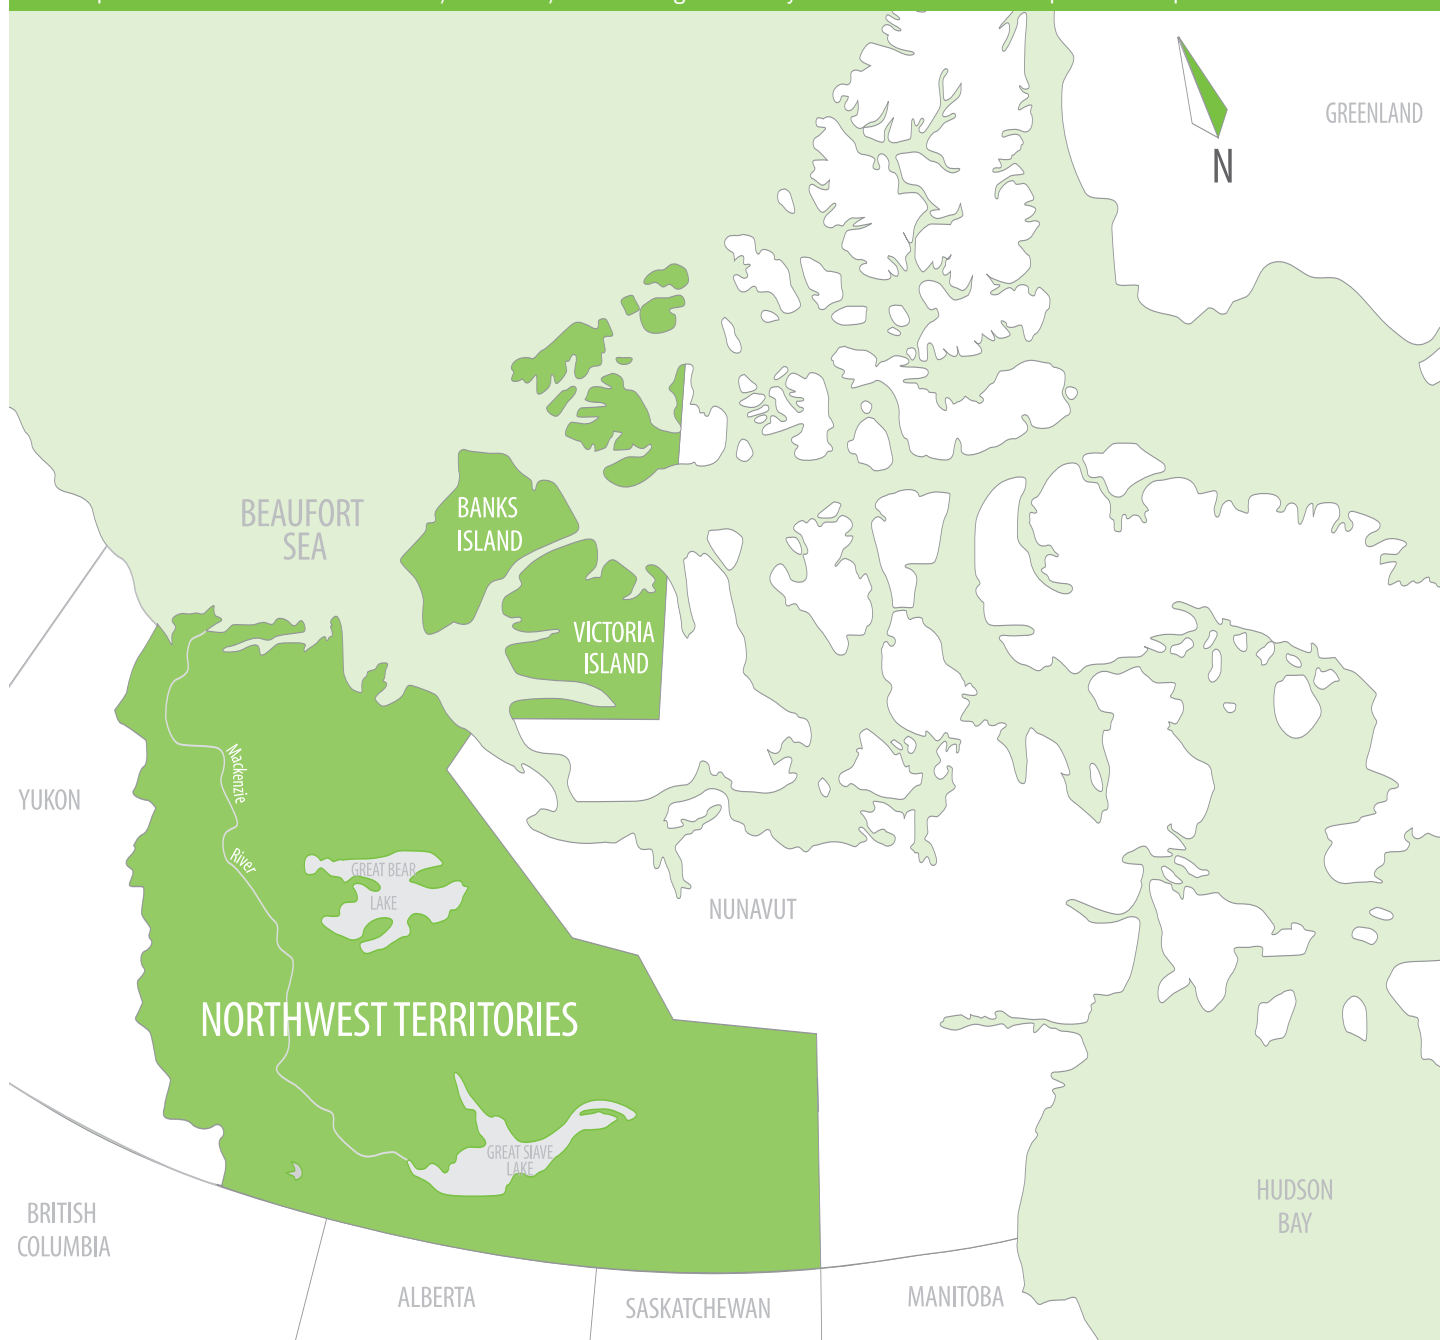 GREENLAND
N
BEAUFORT
SEA
BANKS
ISLAND
VICTORIA
ISLAND
YUKON
Mackenzie
River
GREAT BEAR
LAKE
NUNAVUT
NORTHWEST TERRITORIES
GREAT SIAVE
LAKE
HUDSON
BAY
BRITISH
COLUMBIA
ALBERTA
SASKATCHEWAN
MANITOBA